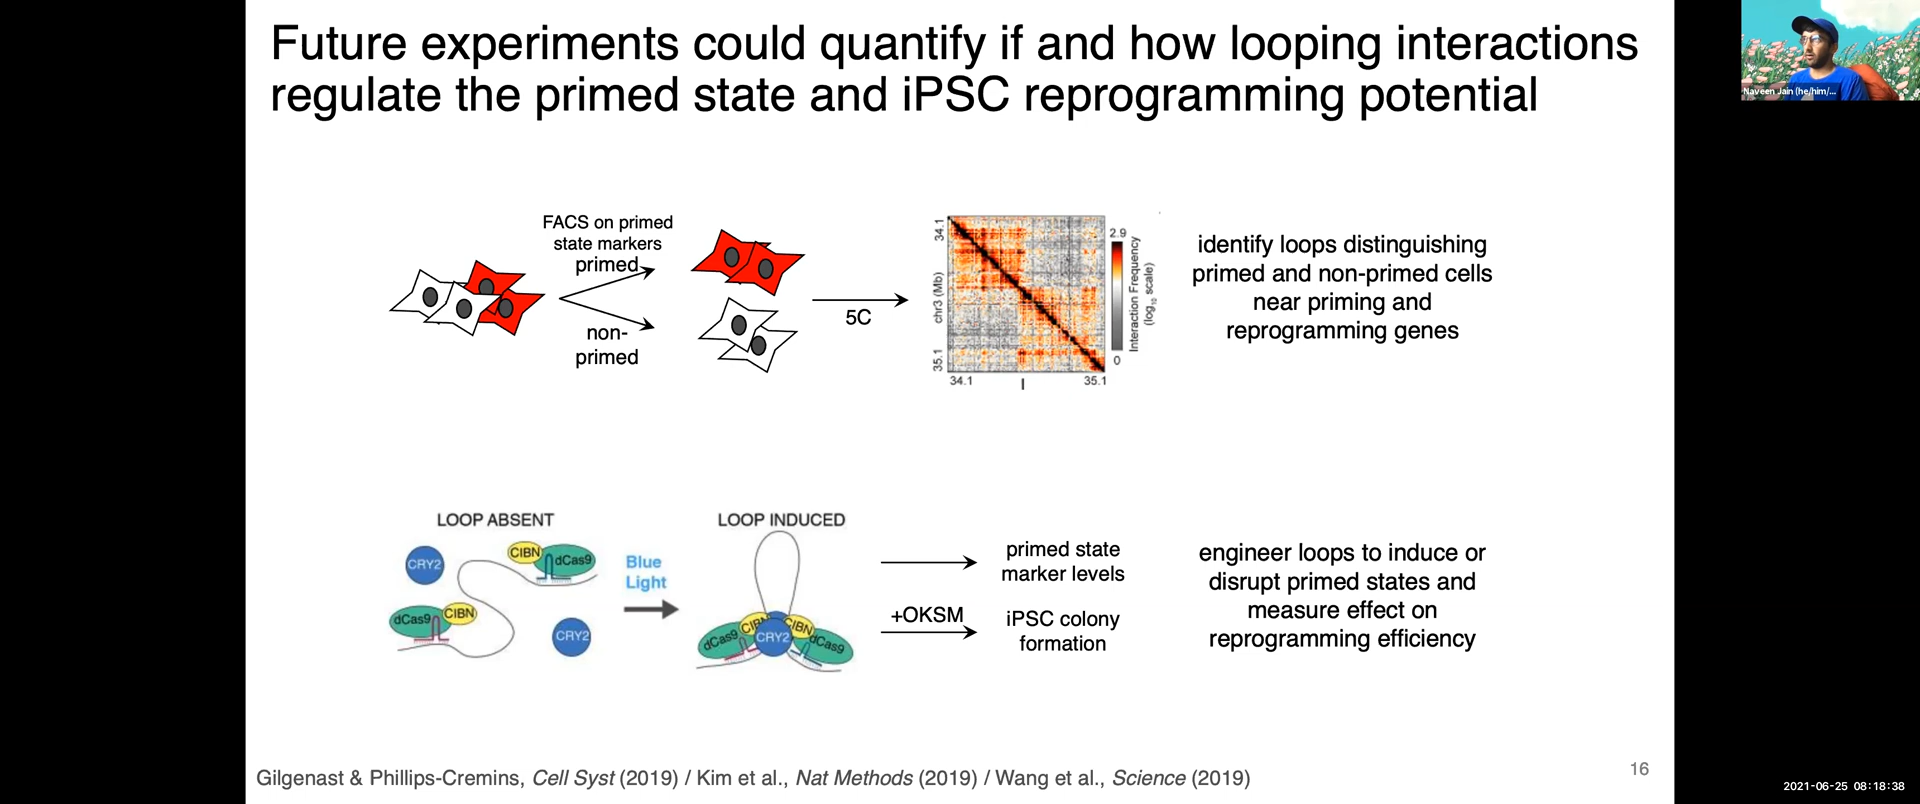 Future experiments could quantify if and how looping interactions
regulate the primed state and iPSC reprogramming potential
Naveen Jain (he/him/...
FACS on primed
state markers
primed
non-
primed
5C
34.1
chr3 (Mb)
35.1
34.1
35.1
2.9
0
Interaction Frequency
(log10 scale)
identify loops distinguishing
primed and non-primed cells
near priming and
reprogramming genes
LOOP ABSENT
CRY2
CIBN
dCas9
dCas9
CIBN
CRY2
Blue
Light
LOOP INDUCED
dCas9
CIBN
CRY2
CIBN
dCas9
+OKSM
primed state
marker levels
iPSC colony
formation
engineer loops to induce or
disrupt primed states and
measure effect on
reprogramming efficiency
Gilgenast & Phillips-Cremins, Cell Syst (2019) / Kim et al., Nat Methods (2019) / Wang et al., Science (2019)
16
2021-06-25 08:18:38